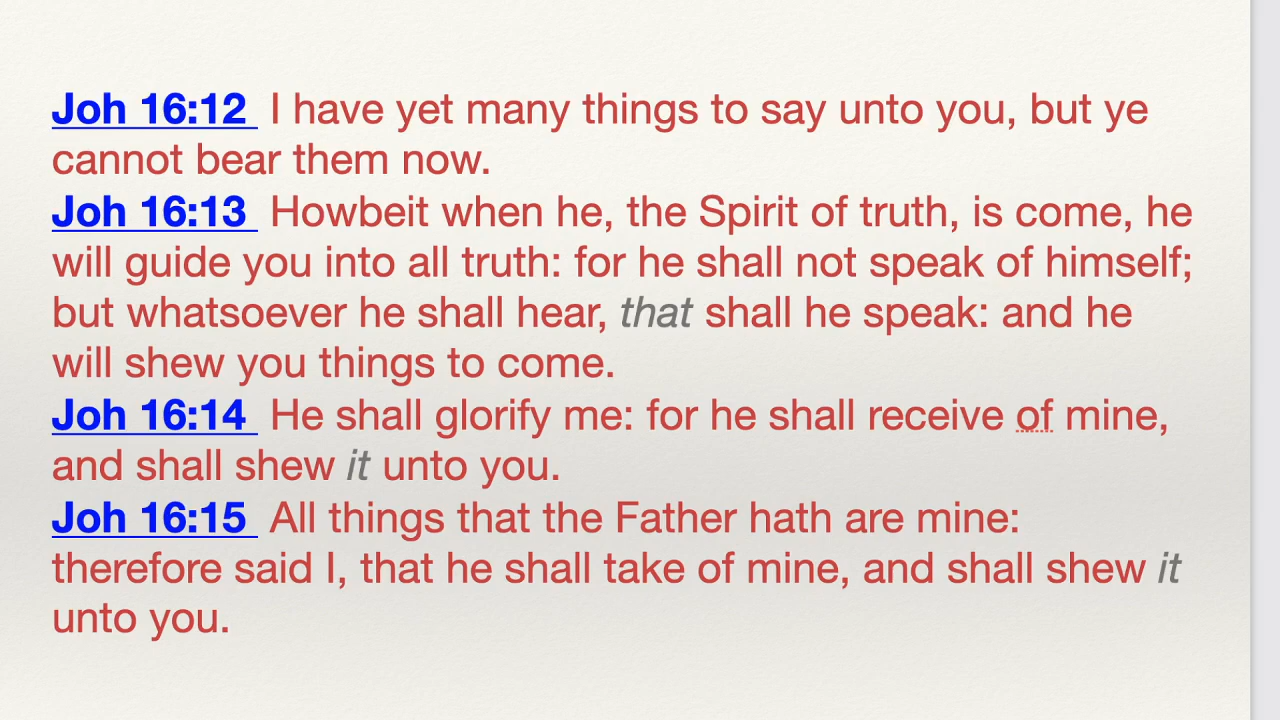 Joh 16:12 I have yet many things to say unto you, but ye
cannot bear them now.
Joh 16:13 Howbeit when he, the Spirit of truth, is come, he
will guide you into all truth: for he shall not speak of himself;
but whatsoever he shall hear, that shall he speak: and he
will shew you things to come.
Joh 16:14 He shall glorify me: for he shall receive of mine,
and shall shew it unto you.
Joh 16:15 All things that the Father hath are mine:
therefore said I, that he shall take of mine, and shall shew it
unto you.